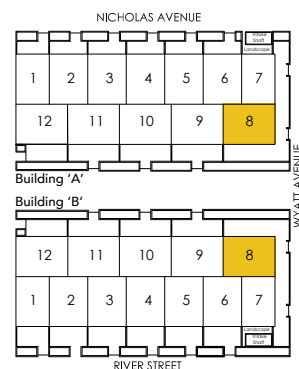 NICHOLAS AVENUE
Intake
Shaft
Landscape
1 2 3 4 5 6 7
12 11 10 9 8
Building ‘A’
WYATT AVENUE
Building ‘B’
12 11 10 9 8
1 2 3 4 5 6 7
Landscape
Intake
Shaft
RIVER STREET